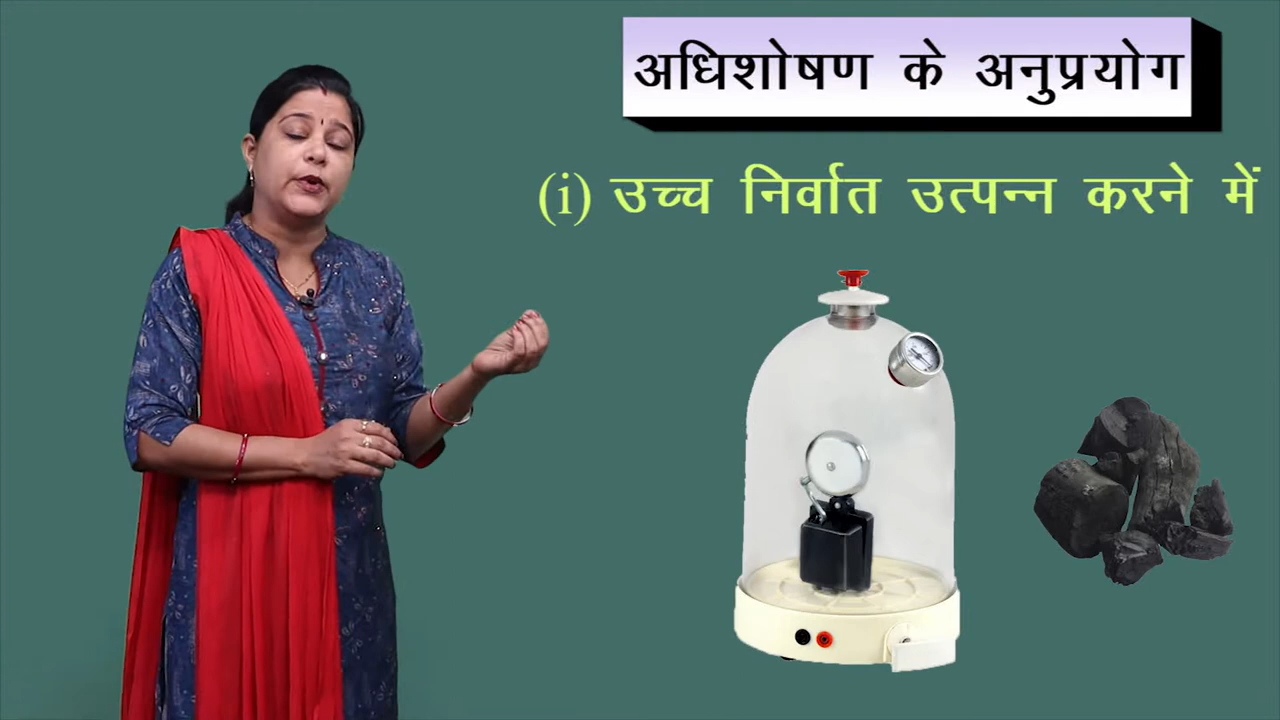 अधिशोषण के अनुप्रयोग
(i) उच्च निर्वात उत्पन्न करने में